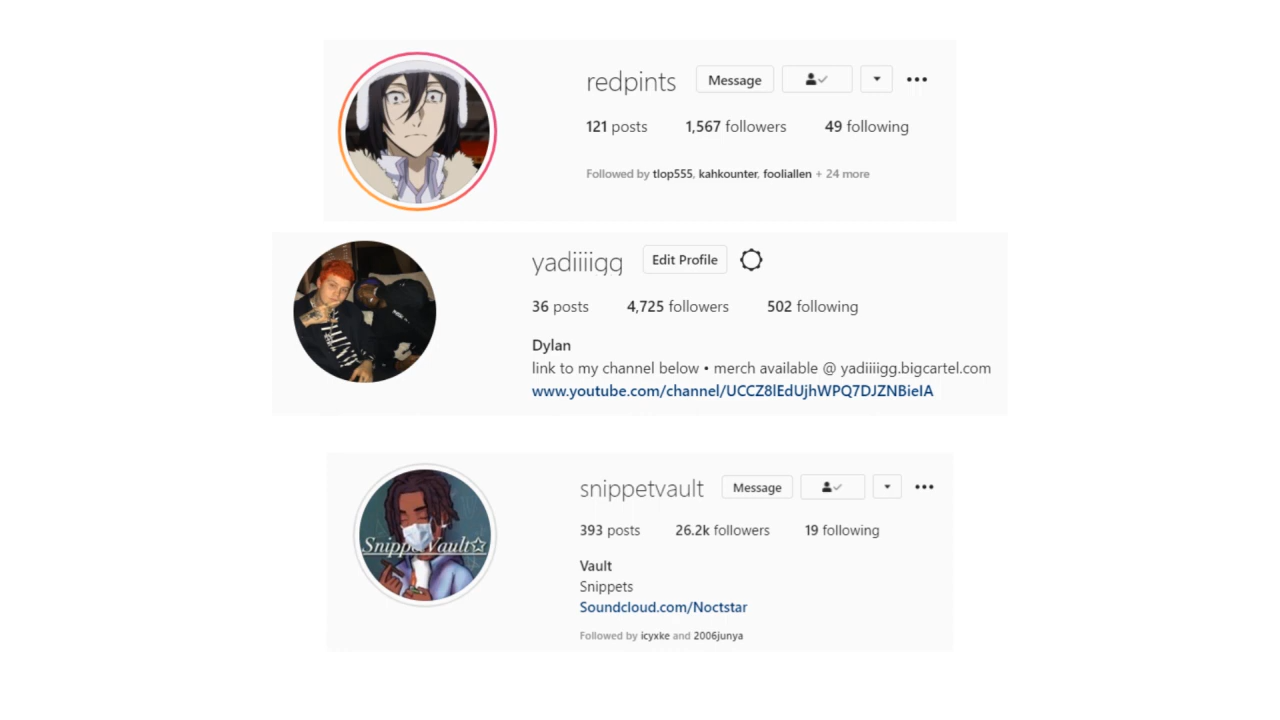 redpints Message
121 posts 1,567 followers 49 following
Followed by tlop555, kahkounter, fooliallen + 24 more
yadiiiigg Edit Profile
36 posts 4,725 followers 502 following
Dylan
link to my channel below • merch available @ yadiiiigg.bigcartel.com
www.youtube.com/channel/UCCZ8lEdUjhWPQ7DJZNBieIA
snippetvault Message
393 posts 26.2k followers 19 following
Snippet Vault☆
Vault
Snippets
Soundcloud.com/Noctstar
Followed by icyxke and 2006junya